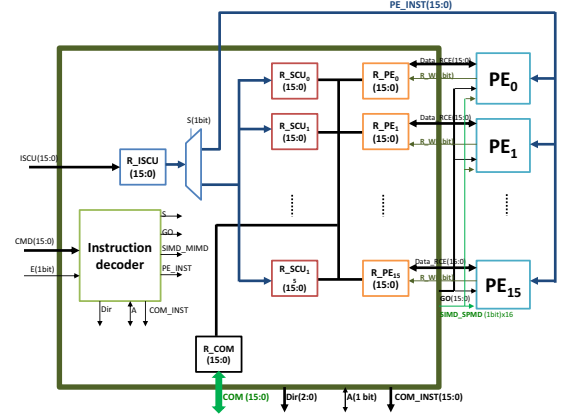 PE_INST(15:0)
R_SCU0
(15:0)
R_PE0
(15:0)
Data_RCE(15:0)
R_W(1bit)
PE0
S(1bit)
R_SCU1
(15:0)
R_PE1
(15:0)
Data_RCE(15:0)
R_W(1bit)
PE1
ISCU(15:0)
R_ISCU
(15:0)
S
GO
SIMD_MIMD
PE_INST
CMD(15:0)
E(1bit)
Instruction
decoder
Dir
A
COM_INST
R_SCU1
5
(15:0)
R_PE15
(15:0)
Data_RCE(15:0)
R_W(1bit)
PE15
GO(15:0)
SIMD_SPMD (1bit)x16
R_COM
(15:0)
COM (15:0)
Dir(2:0)
A(1 bit)
COM_INST(15:0)